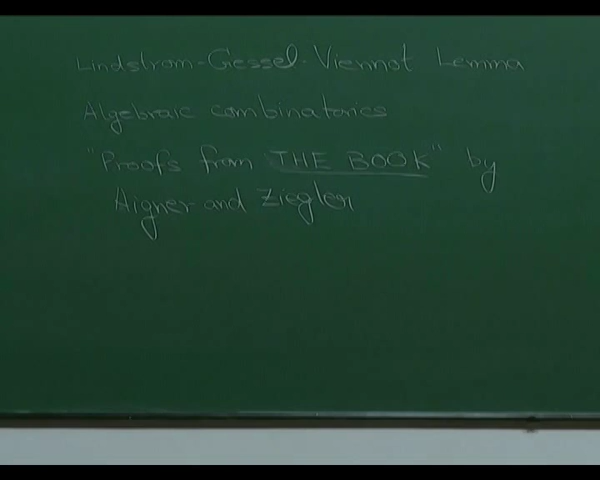 Lindstrom-Gessel-Viennot Lemma
Algebraic combinatorics
"Proofs from THE BOOK" by
Aigner and Ziegler